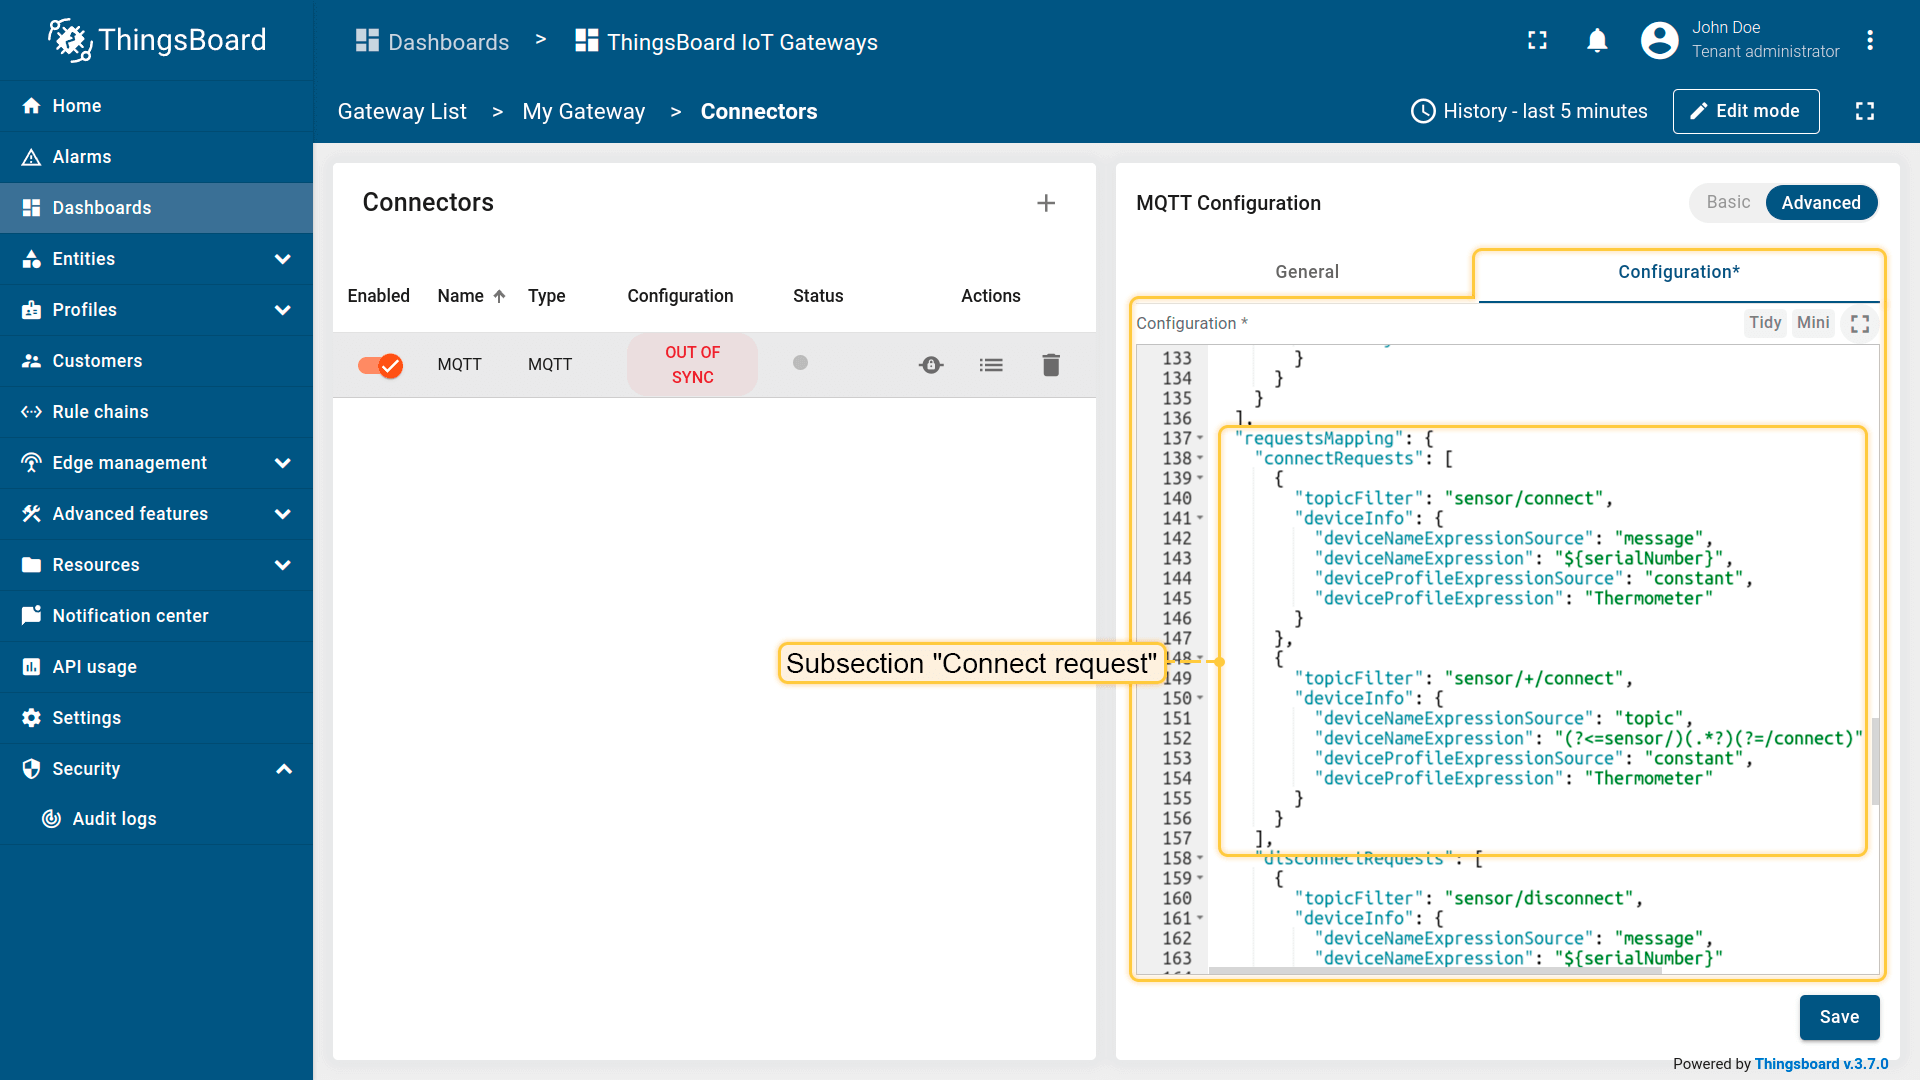 ThingsBoard
Dashboards > ThingsBoard IoT Gateways
John Doe
Tenant administrator
Gateway List > My Gateway > Connectors
History - last 5 minutes
Edit mode
Home
Alarms
Dashboards
Entities
Profiles
Customers
Rule chains
Edge management
Advanced features
Resources
Notification center
API usage
Settings
Security
Audit logs
Connectors
Enabled Name Type Configuration Status Actions
MQTT MQTT OUT OF
SYNC
Subsection "Connect request"
MQTT Configuration
Basic Advanced
General Configuration*
Configuration *
Tidy Mini
133 }
134 }
135 }
136 ],
137 "requestsMapping": {
138 "connectRequests": [
139 {
140 "topicFilter": "sensor/connect",
141 "deviceInfo": {
142 "deviceNameExpressionSource": "message",
143 "deviceNameExpression": "${serialNumber}",
144 "deviceProfileExpressionSource": "constant",
145 "deviceProfileExpression": "Thermometer"
146 }
147 },
148 {
149 "topicFilter": "sensor/+/connect",
150 "deviceInfo": {
151 "deviceNameExpressionSource": "topic",
152 "deviceNameExpression": "(?<=sensor/)(.*?)(?=/connect)"
153 "deviceProfileExpressionSource": "constant",
154 "deviceProfileExpression": "Thermometer"
155 }
156 }
157 ],
158 "disconnectRequests": [
159 {
160 "topicFilter": "sensor/disconnect",
161 "deviceInfo": {
162 "deviceNameExpressionSource": "message",
163 "deviceNameExpression": "${serialNumber}"
Save
Powered by Thingsboard v.3.7.0